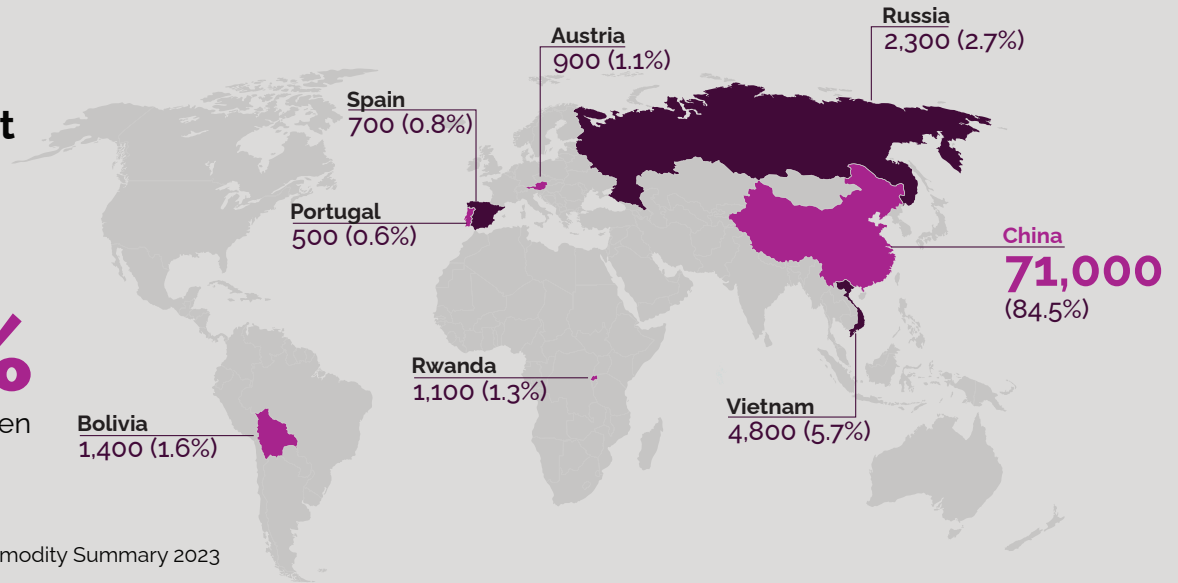 Russia
2,300 (2.7%)
Austria
900 (1.1%)
Spain
700 (0.8%)
Portugal
500 (0.6%)
China
71,000
(84.5%)
Rwanda
1,100 (1.3%)
Vietnam
4,800 (5.7%)
Bolivia
1,400 (1.6%)
t
%
en
modity Summary 2023